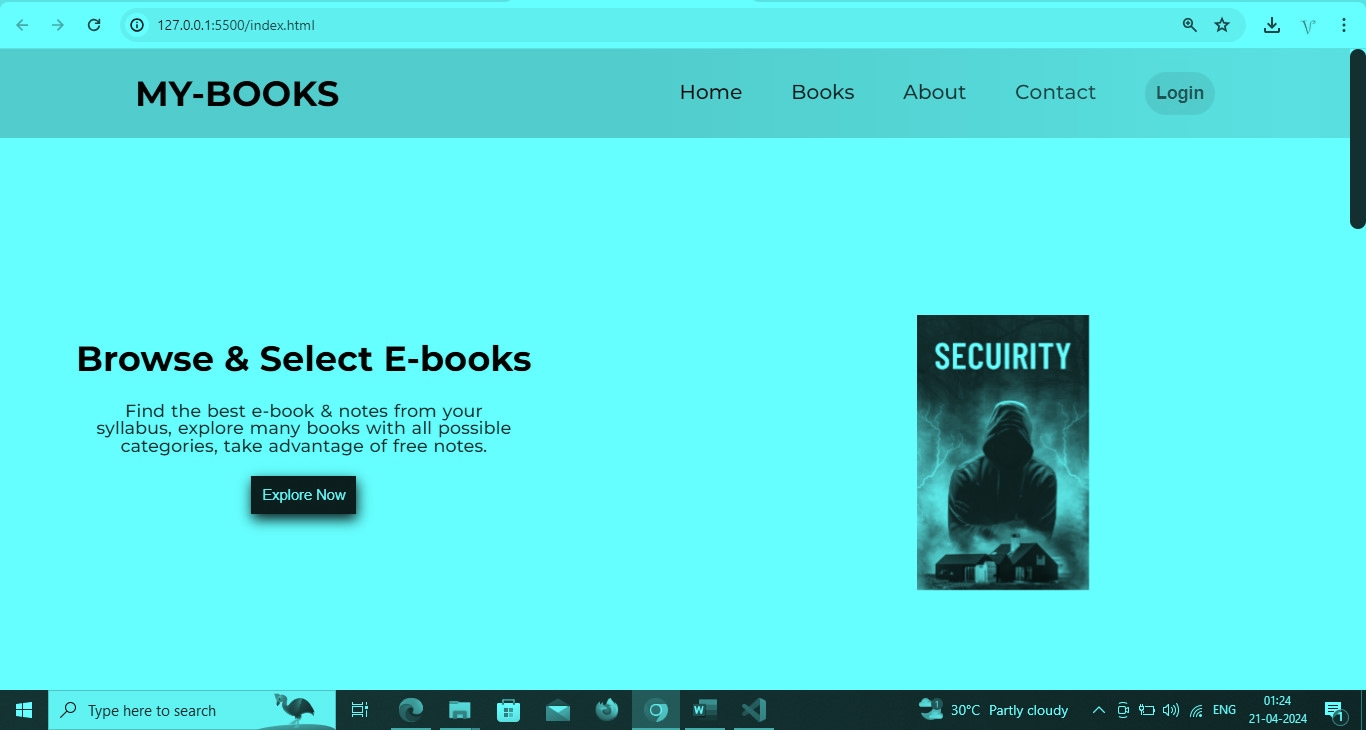 127.0.0.1:5500/index.html
MY-BOOKS
Home Books About Contact Login
SECUIRITY
Browse & Select E-books
Find the best e-book & notes from your
syllabus, explore many books with all possible
categories, take advantage of free notes.
Explore Now
Type here to search
W
1
30°C Partly cloudy
ENG
01:24
21-04-2024
1